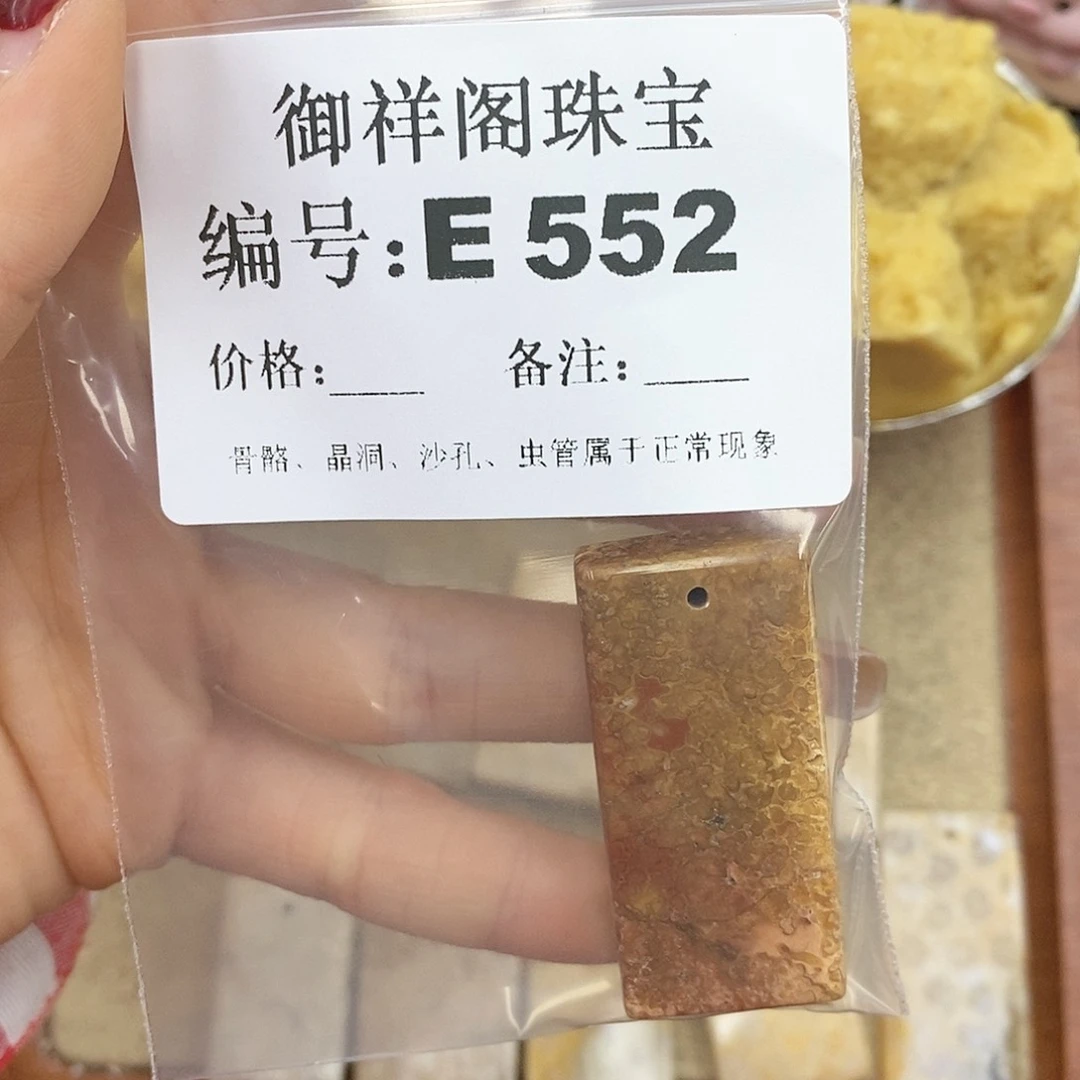 御祥阁珠宝
编号:E 552
价格:____ 备注:____
骨骼、晶洞、沙孔、虫管属于正常现象